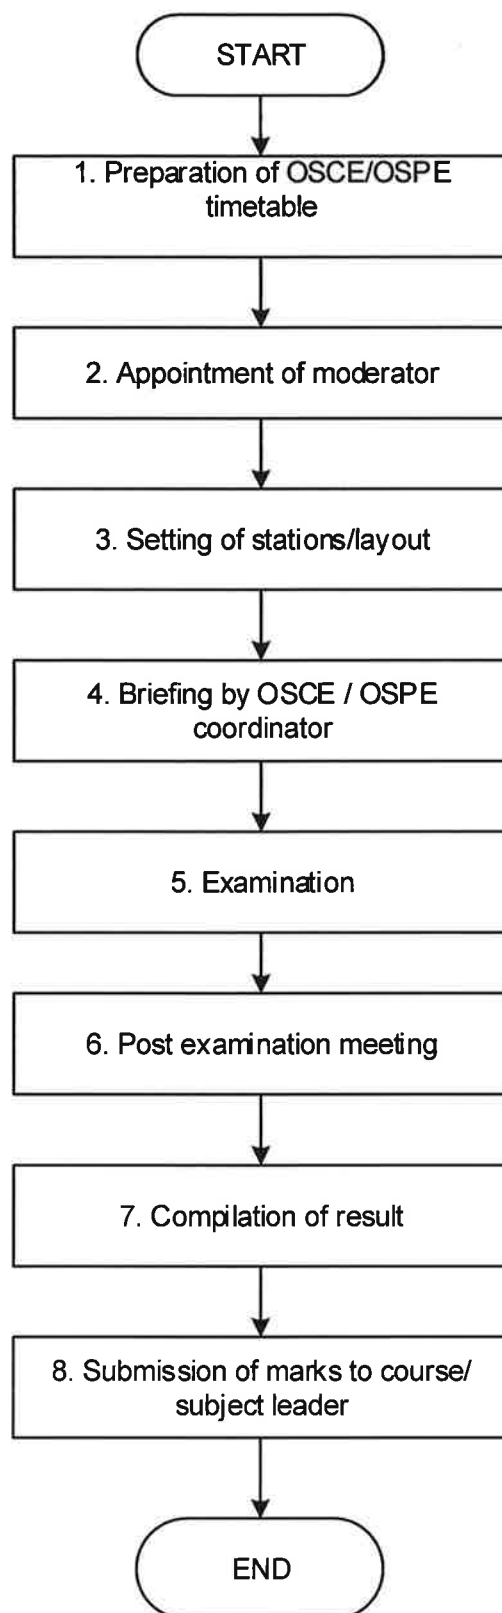 START
1. Preparation of OSCE/OSPE
timetable
2. Appointment of moderator
3. Setting of stations/layout
4. Briefing by OSCE / OSPE
coordinator
5. Examination
6. Post examination meeting
7. Compilation of result
8. Submission of marks to course/
subject leader
END